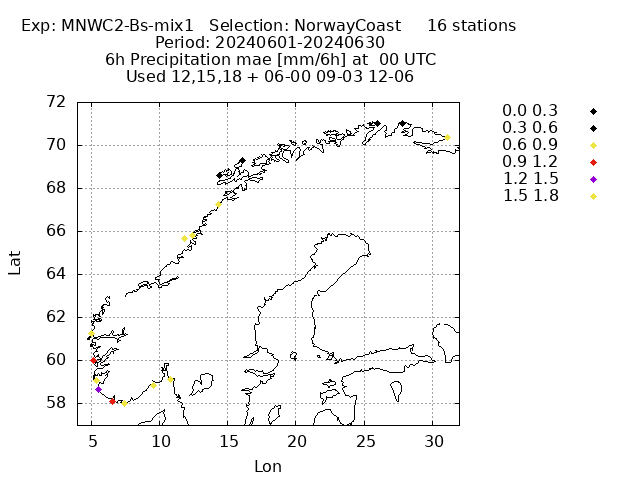 Exp: MNWC2-Bs-mix1 Selection: NorwayCoast 16 stations
Period: 20240601-20240630
6h Precipitation mae [mm/6h] at 00 UTC
Used 12,15,18 + 06-00 09-03 12-06
0.0 0.3
0.3 0.6
0.6 0.9
0.9 1.2
1.2 1.5
1.5 1.8
72
70
68
66
64
62
60
58
Lat
5 10 15 20 25 30
Lon